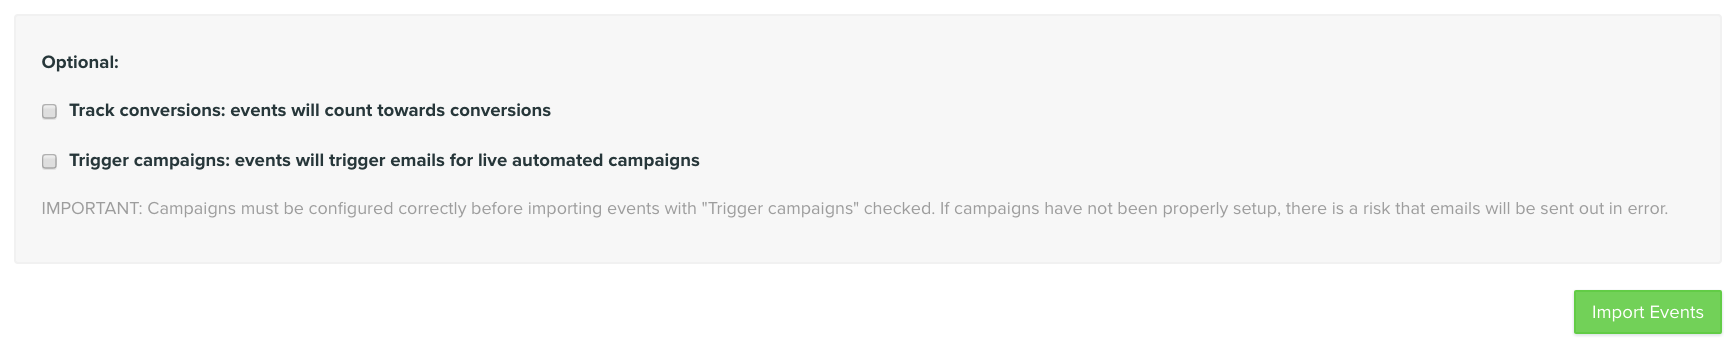 Optional:
Track conversions: events will count towards conversions
Trigger campaigns: events will trigger emails for live automated campaigns
IMPORTANT: Campaigns must be configured correctly before importing events with "Trigger campaigns" checked. If campaigns have not been properly setup, there is a risk that emails will be sent out in error.
Import Events